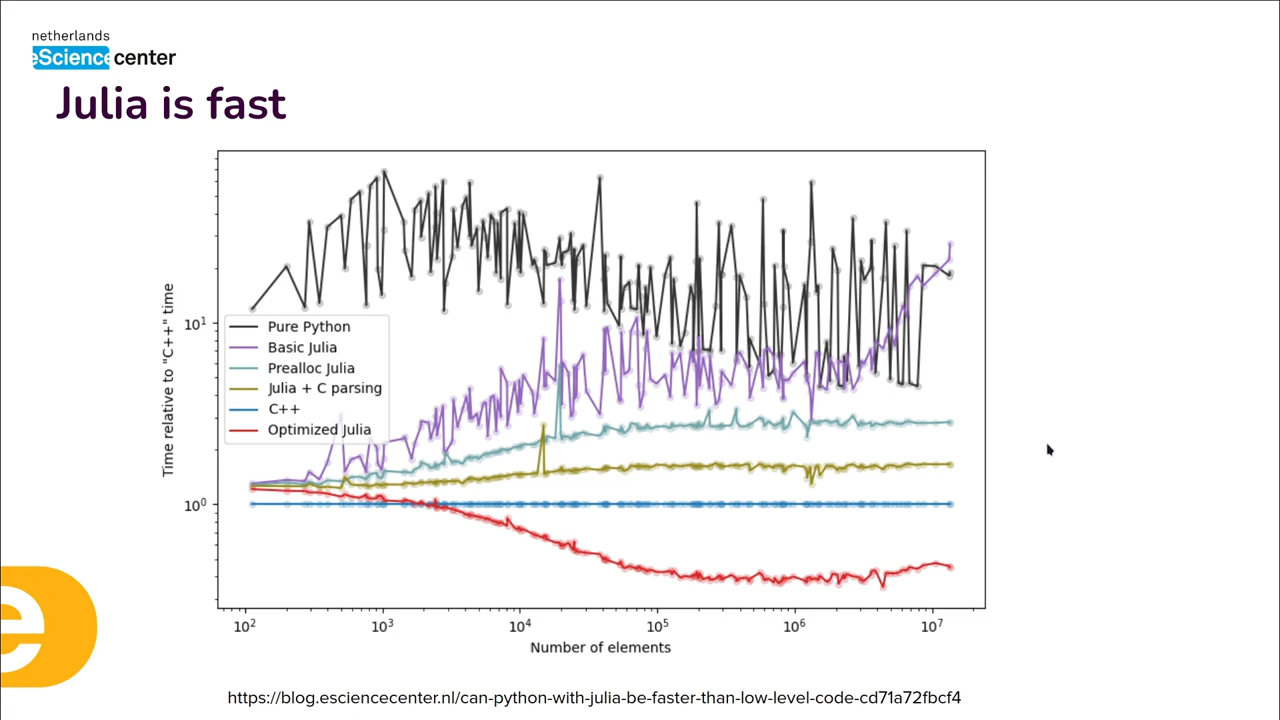 netherlands
eScience center
Julia is fast
Time relative to "C++" time
10¹
10⁰
Pure Python
Basic Julia
Prealloc Julia
Julia + C parsing
C++
Optimized Julia
10² 10³ 10⁴ 10⁵ 10⁶ 10⁷
Number of elements
e
https://blog.esciencecenter.nl/can-python-with-julia-be-faster-than-low-level-code-cd71a72fbcf4